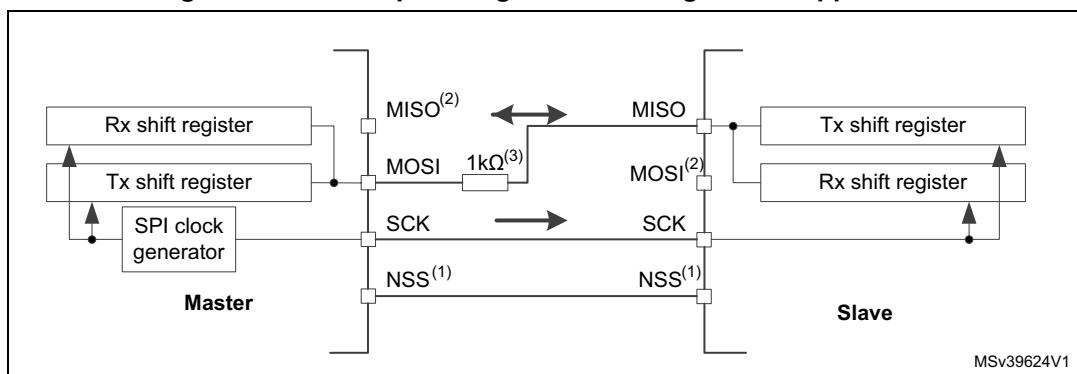 Rx shift register
Tx shift register
SPI clock
generator
Master
MISO(2)
MOSI
1kΩ(3)
SCK
NSS(1)
MISO
MOSI(2)
SCK
NSS(1)
Tx shift register
Rx shift register
Slave
MSv39624V1